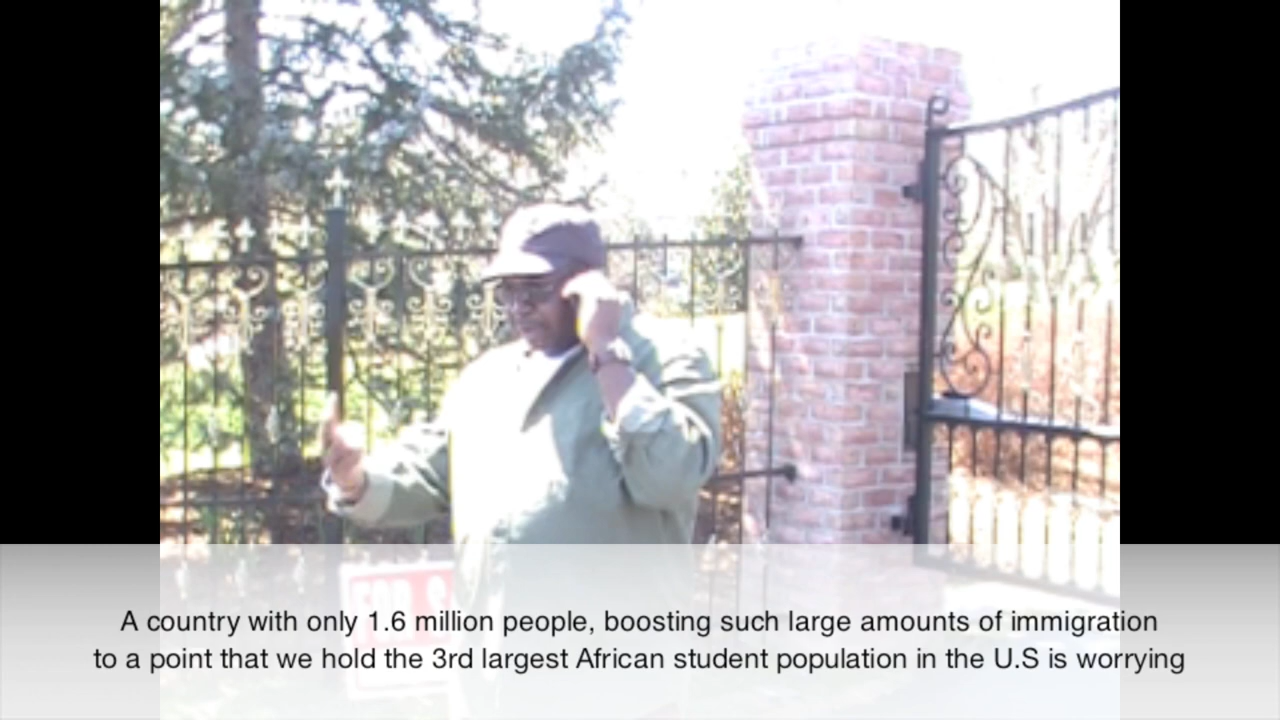 FOR S
A country with only 1.6 million people, boosting such large amounts of immigration
to a point that we hold the 3rd largest African student population in the U.S is worrying